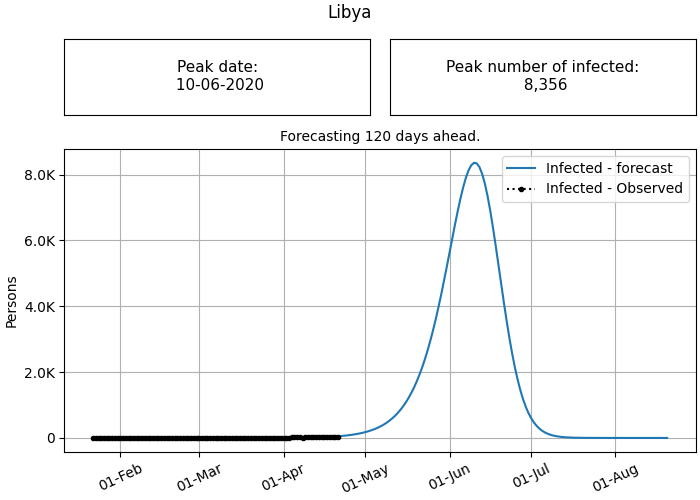 Libya
Peak date:
10-06-2020
Peak number of infected:
8,356
Forecasting 120 days ahead.
Infected - forecast
Infected - Observed
Persons
8.0K
6.0K
4.0K
2.0K
0
01-Feb
01-Mar
01-Apr
01-May
01-Jun
01-Jul
01-Aug